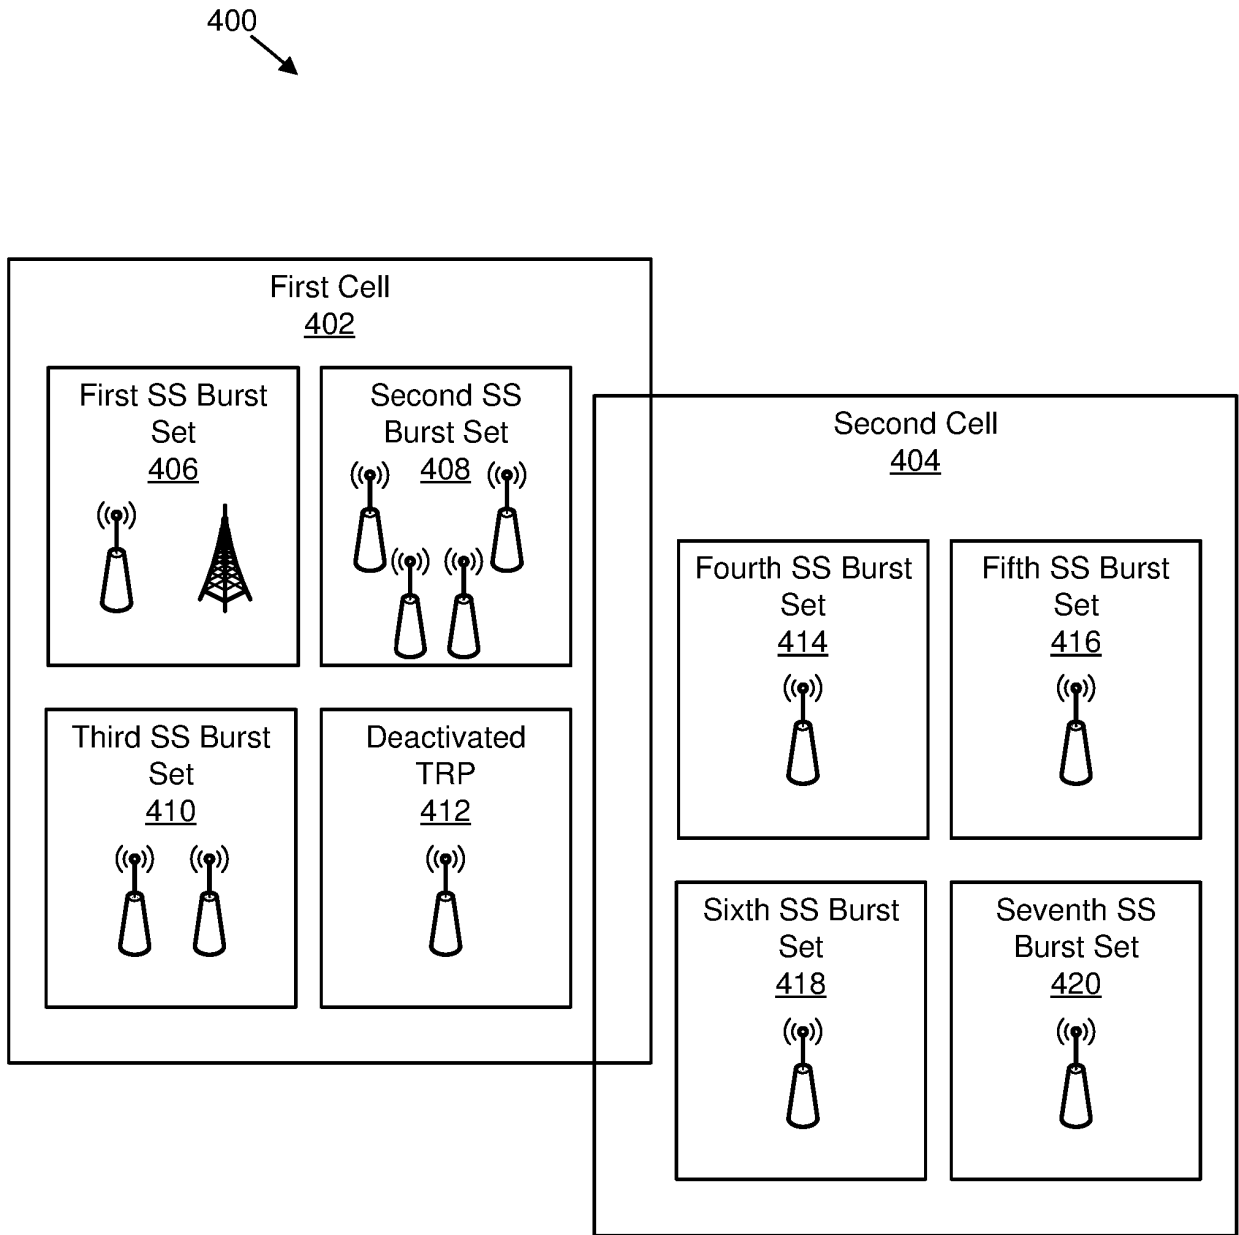 400
First Cell
402
First SS Burst
Set
406
Second SS
Burst Set
408
Third SS Burst
Set
410
Deactivated
TRP
412
Second Cell
404
Fourth SS Burst
Set
414
Fifth SS Burst
Set
416
Sixth SS Burst
Set
418
Seventh SS
Burst Set
420